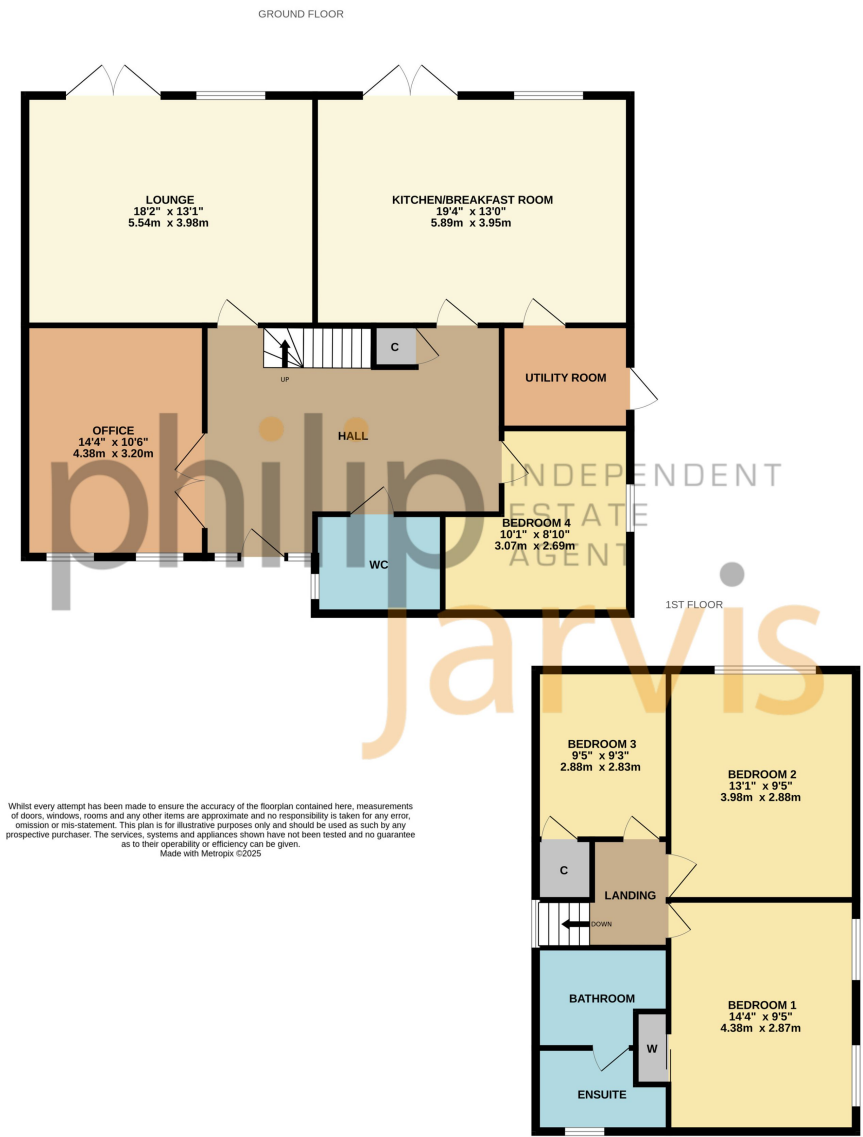 GROUND FLOOR
LOUNGE
18'2" x 13'1"
5.54m x 3.98m
KITCHEN/BREAKFAST ROOM
19'4" x 13'0"
5.89m x 3.95m
C
UP
UTILITY ROOM
OFFICE
14'4" x 10'6"
4.38m x 3.20m
HALL
BEDROOM 4
10'1" x 8'10"
3.07m x 2.69m
WC
philip
jarvis
INDEPENDENT
ESTATE
AGENT
1ST FLOOR
BEDROOM 3
9'5" x 9'3"
2.88m x 2.83m
BEDROOM 2
13'1" x 9'5"
3.98m x 2.88m
C
LANDING
DOWN
BATHROOM
BEDROOM 1
14'4" x 9'5"
4.38m x 2.87m
W
ENSUITE
Whilst every attempt has been made to ensure the accuracy of the floorplan contained here, measurements
of doors, windows, rooms and any other items are approximate and no responsibility is taken for any error,
omission or mis-statement. This plan is for illustrative purposes only and should be used as such by any
prospective purchaser. The services, systems and appliances shown have not been tested and no guarantee
as to their operability or efficiency can be given.
Made with Metropix ©2025